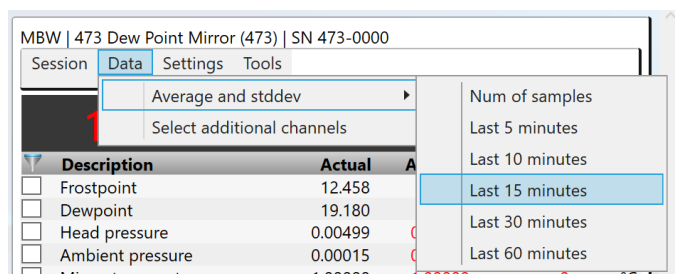 MBW | 473 Dew Point Mirror (473) | SN 473-0000
Session Data Settings Tools
Average and stddev
Select additional channels
Num of samples
Last 5 minutes
Last 10 minutes
Last 15 minutes
Last 30 minutes
Last 60 minutes
Description Actual A
Frostpoint 12.458
Dewpoint 19.180
Head pressure 0.00499
Ambient pressure 0.00015